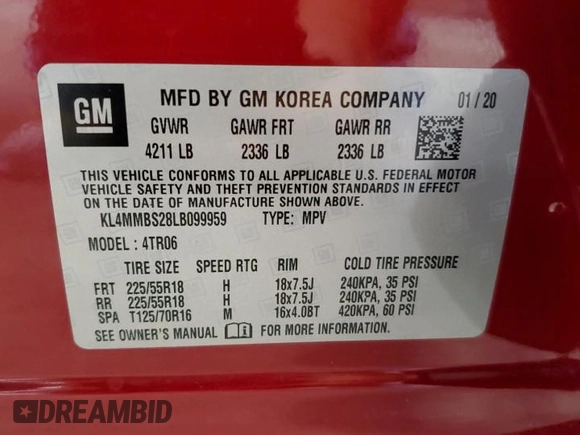 GM
MFD BY GM KOREA COMPANY 01/20
GVWR GAWR FRT GAWR RR
4211 LB 2336 LB 2336 LB
THIS VEHICLE CONFORMS TO ALL APPLICABLE U.S. FEDERAL MOTOR
VEHICLE SAFETY AND THEFT PREVENTION STANDARDS IN EFFECT
ON THE DATE OF MANUFACTURE SHOWN ABOVE.
KL4MMBS28LB099959 TYPE: MPV
MODEL: 4TR06
TIRE SIZE SPEED RTG RIM COLD TIRE PRESSURE
FRT 225/55R18 H 18x7.5J 240KPA, 35 PSI
RR 225/55R18 H 18x7.5J 240KPA, 35 PSI
SPA T125/70R16 M 16x4.0BT 420KPA, 60 PSI
SEE OWNER'S MANUAL FOR MORE INFORMATION.
DREAMBID